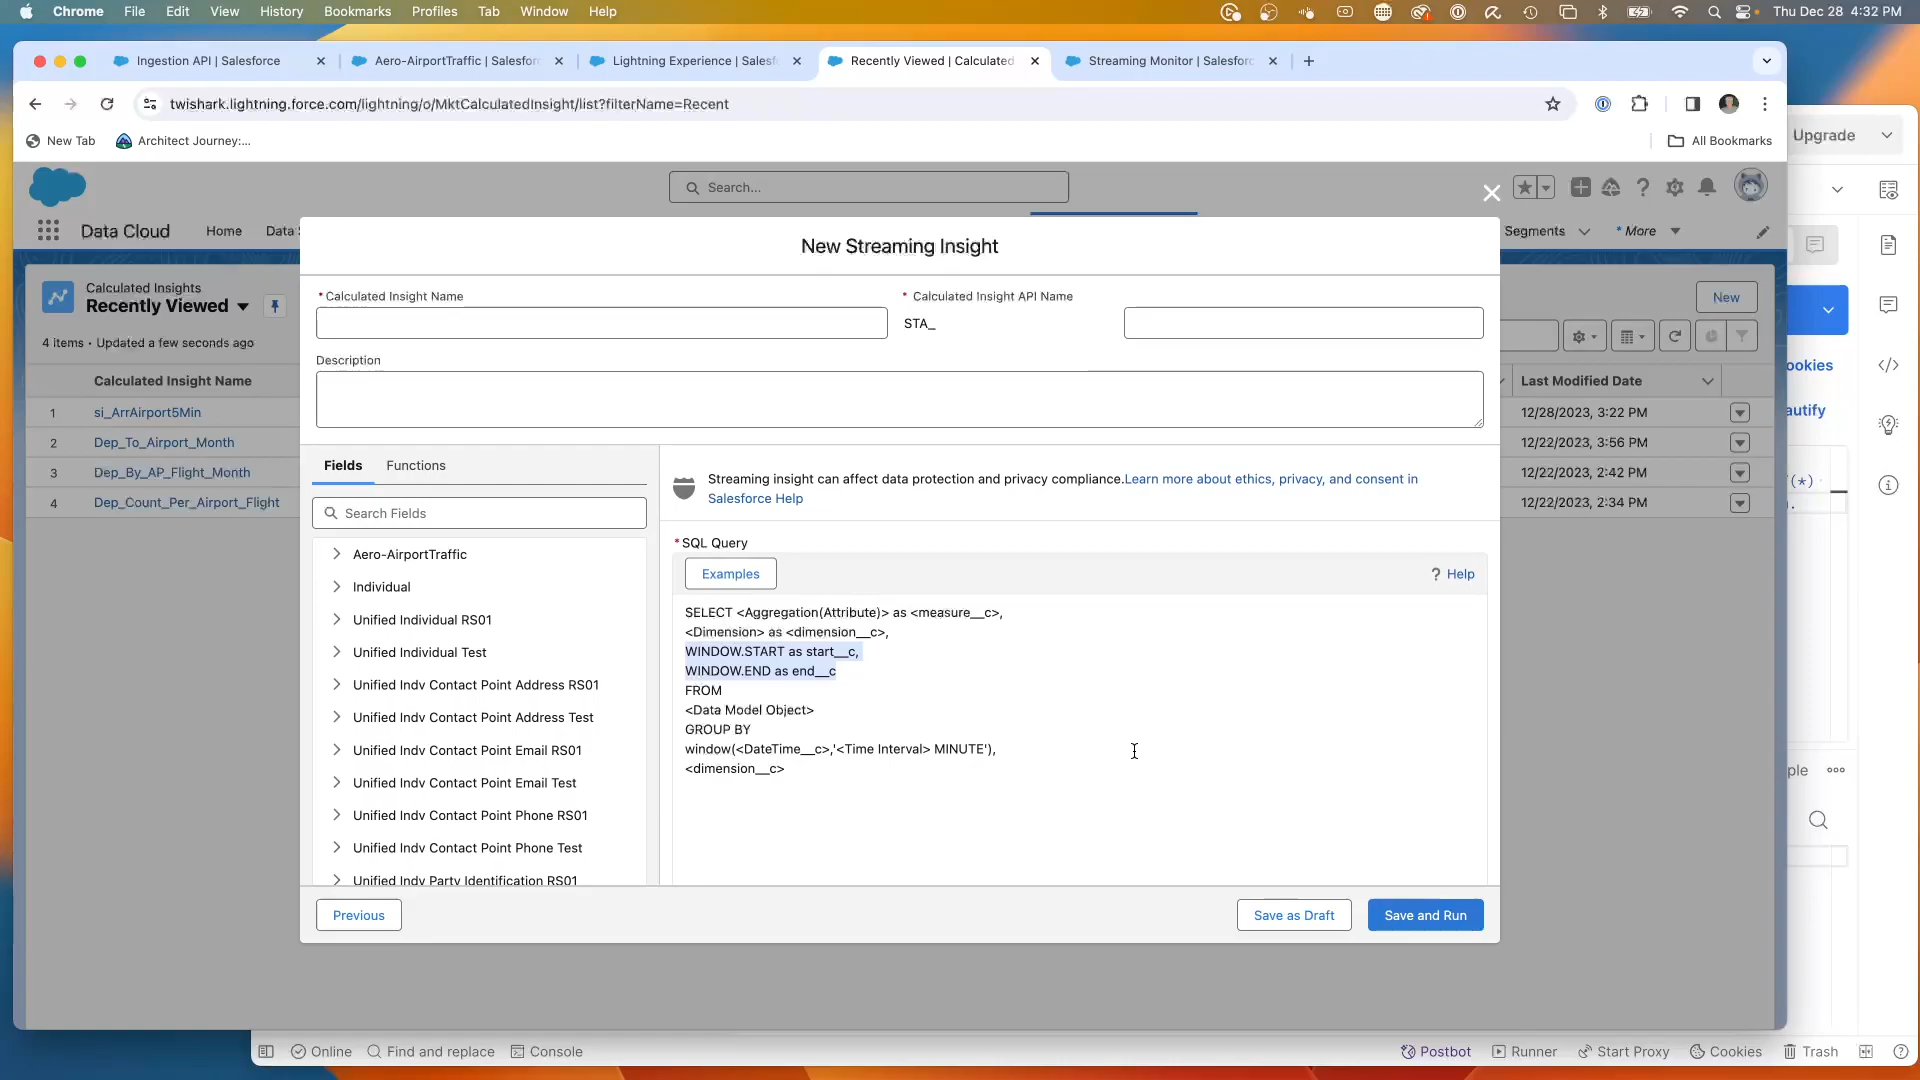 Chrome File Edit View History Bookmarks Profiles Tab Window Help Thu Dec 28 4:32 PM
Ingestion API | Salesforce Aero-AirportTraffic | Salesfor Lightning Experience | Salesf Recently Viewed | Calculated Streaming Monitor | Salesforc
twishark.lightning.force.com/lightning/o/MktCalculatedInsight/list?filterName=Recent
New Tab Architect Journey:... All Bookmarks
Upgrade
Search...
Data Cloud Home Data Segments * More
New Streaming Insight
Calculated Insights
Recently Viewed
New
4 items • Updated a few seconds ago
* Calculated Insight Name * Calculated Insight API Name
STA_
Description
ookies
autify
Calculated Insight Name Last Modified Date
1 si_ArrAirport5Min 12/28/2023, 3:22 PM
2 Dep_To_Airport_Month 12/22/2023, 3:56 PM
3 Dep_By_AP_Flight_Month 12/22/2023, 2:42 PM
4 Dep_Count_Per_Airport_Flight 12/22/2023, 2:34 PM
Fields Functions
Search Fields
Aero-AirportTraffic
Individual
Unified Individual RS01
Unified Individual Test
Unified Indv Contact Point Address RS01
Unified Indv Contact Point Address Test
Unified Indv Contact Point Email RS01
Unified Indv Contact Point Email Test
Unified Indv Contact Point Phone RS01
Unified Indv Contact Point Phone Test
Unified Indv Party Identification RS01
Streaming insight can affect data protection and privacy compliance.Learn more about ethics, privacy, and consent in
Salesforce Help
* SQL Query
Examples ? Help
SELECT <Aggregation(Attribute)> as <measure__c>,
<Dimension> as <dimension__c>,
WINDOW.START as start__c,
WINDOW.END as end__c
FROM
<Data Model Object>
GROUP BY
window(<DateTime__c>,'<Time Interval> MINUTE'),
<dimension__c>
(*)
ple
Previous Save as Draft Save and Run
Online Find and replace Console Postbot Runner Start Proxy Cookies Trash